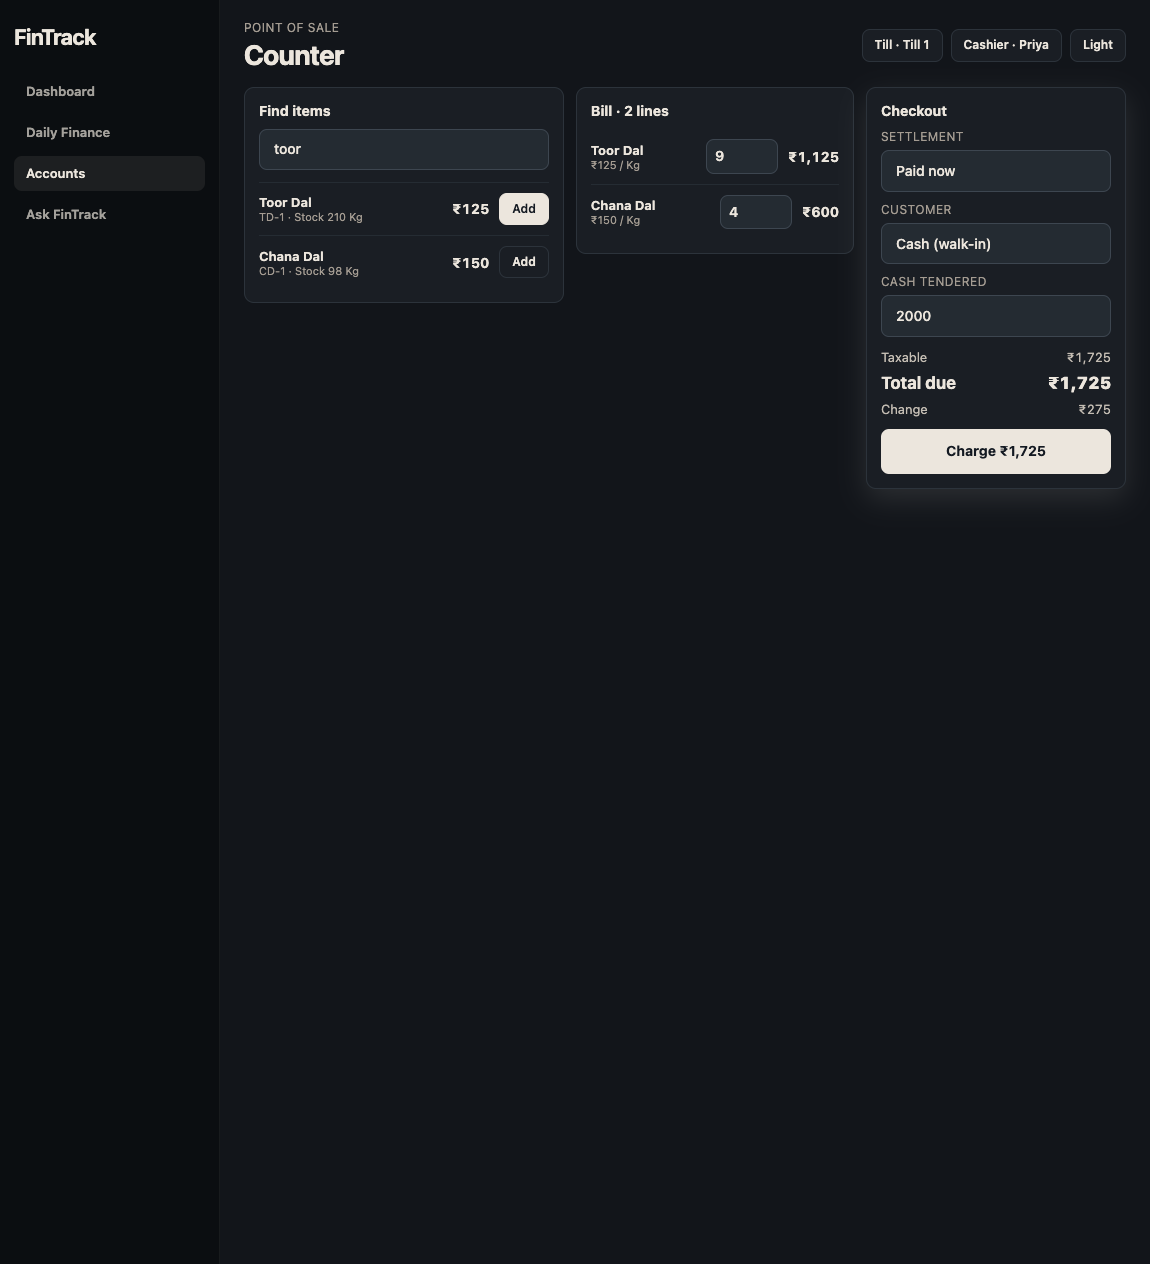 FinTrack
Dashboard
Daily Finance
Accounts
Ask FinTrack
POINT OF SALE
Counter
Till · Till 1
Cashier · Priya
Light
Find items
toor
Toor Dal
TD-1 · Stock 210 Kg
₹125
Add
Chana Dal
CD-1 · Stock 98 Kg
₹150
Add
Bill · 2 lines
Toor Dal
₹125 / Kg
9
₹1,125
Chana Dal
₹150 / Kg
4
₹600
Checkout
SETTLEMENT
Paid now
CUSTOMER
Cash (walk-in)
CASH TENDERED
2000
Taxable ₹1,725
Total due ₹1,725
Change ₹275
Charge ₹1,725